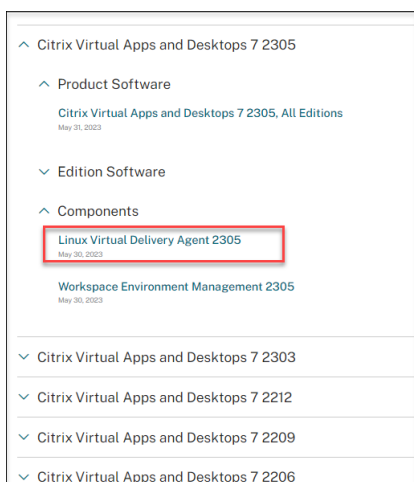 Citrix Virtual Apps and Desktops 7 2305
Product Software
Citrix Virtual Apps and Desktops 7 2305, All Editions
May 31, 2023
Edition Software
Components
Linux Virtual Delivery Agent 2305
May 30, 2023
Workspace Environment Management 2305
May 30, 2023
Citrix Virtual Apps and Desktops 7 2303
Citrix Virtual Apps and Desktops 7 2212
Citrix Virtual Apps and Desktops 7 2209
Citrix Virtual Apps and Desktops 7 2206